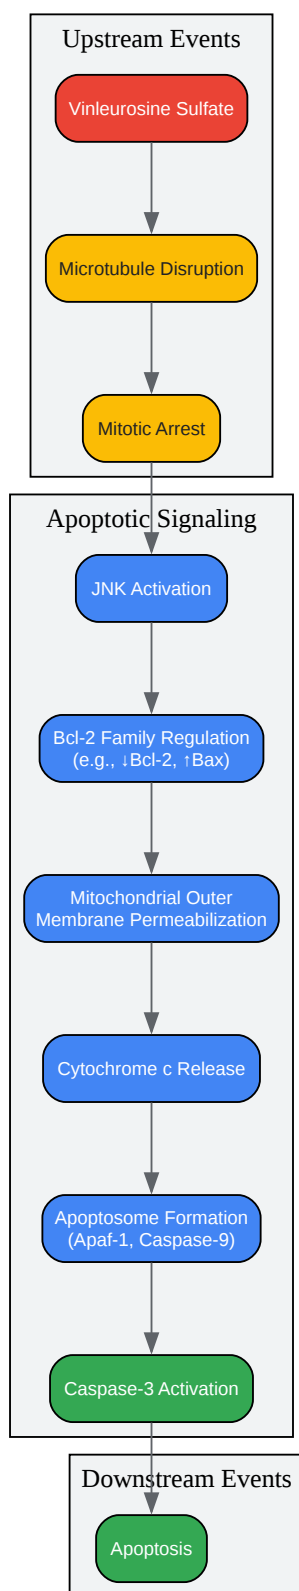 Upstream Events
Vinleurosine Sulfate
Microtubule Disruption
Mitotic Arrest
Apoptotic Signaling
JNK Activation
Bcl-2 Family Regulation
(e.g., ↓Bcl-2, ↑Bax)
Mitochondrial Outer
Membrane Permeabilization
Cytochrome c Release
Apoptosome Formation
(Apaf-1, Caspase-9)
Caspase-3 Activation
Downstream Events
Apoptosis